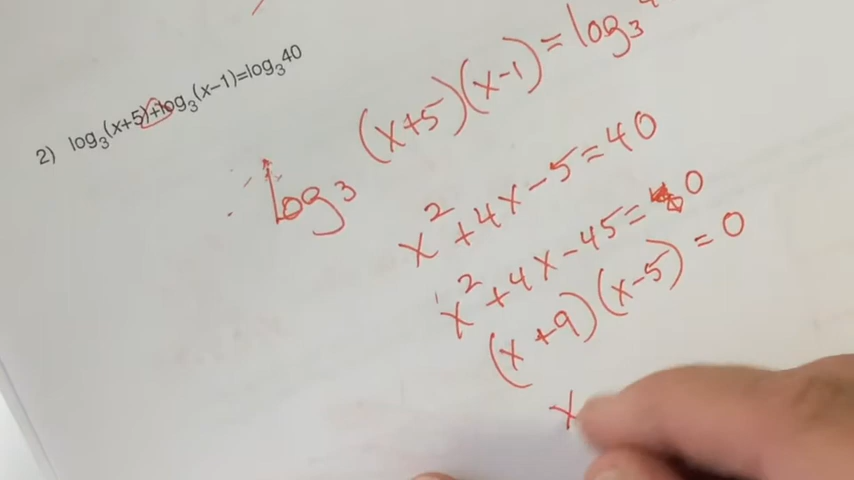 2) log₃(x+5)+log₃(x-1)=log₃40
log₃ (x+5)(x-1) = log₃
x² + 4x - 5 = 40
x² + 4x - 45 = 0
(x+9)(x-5) = 0
x